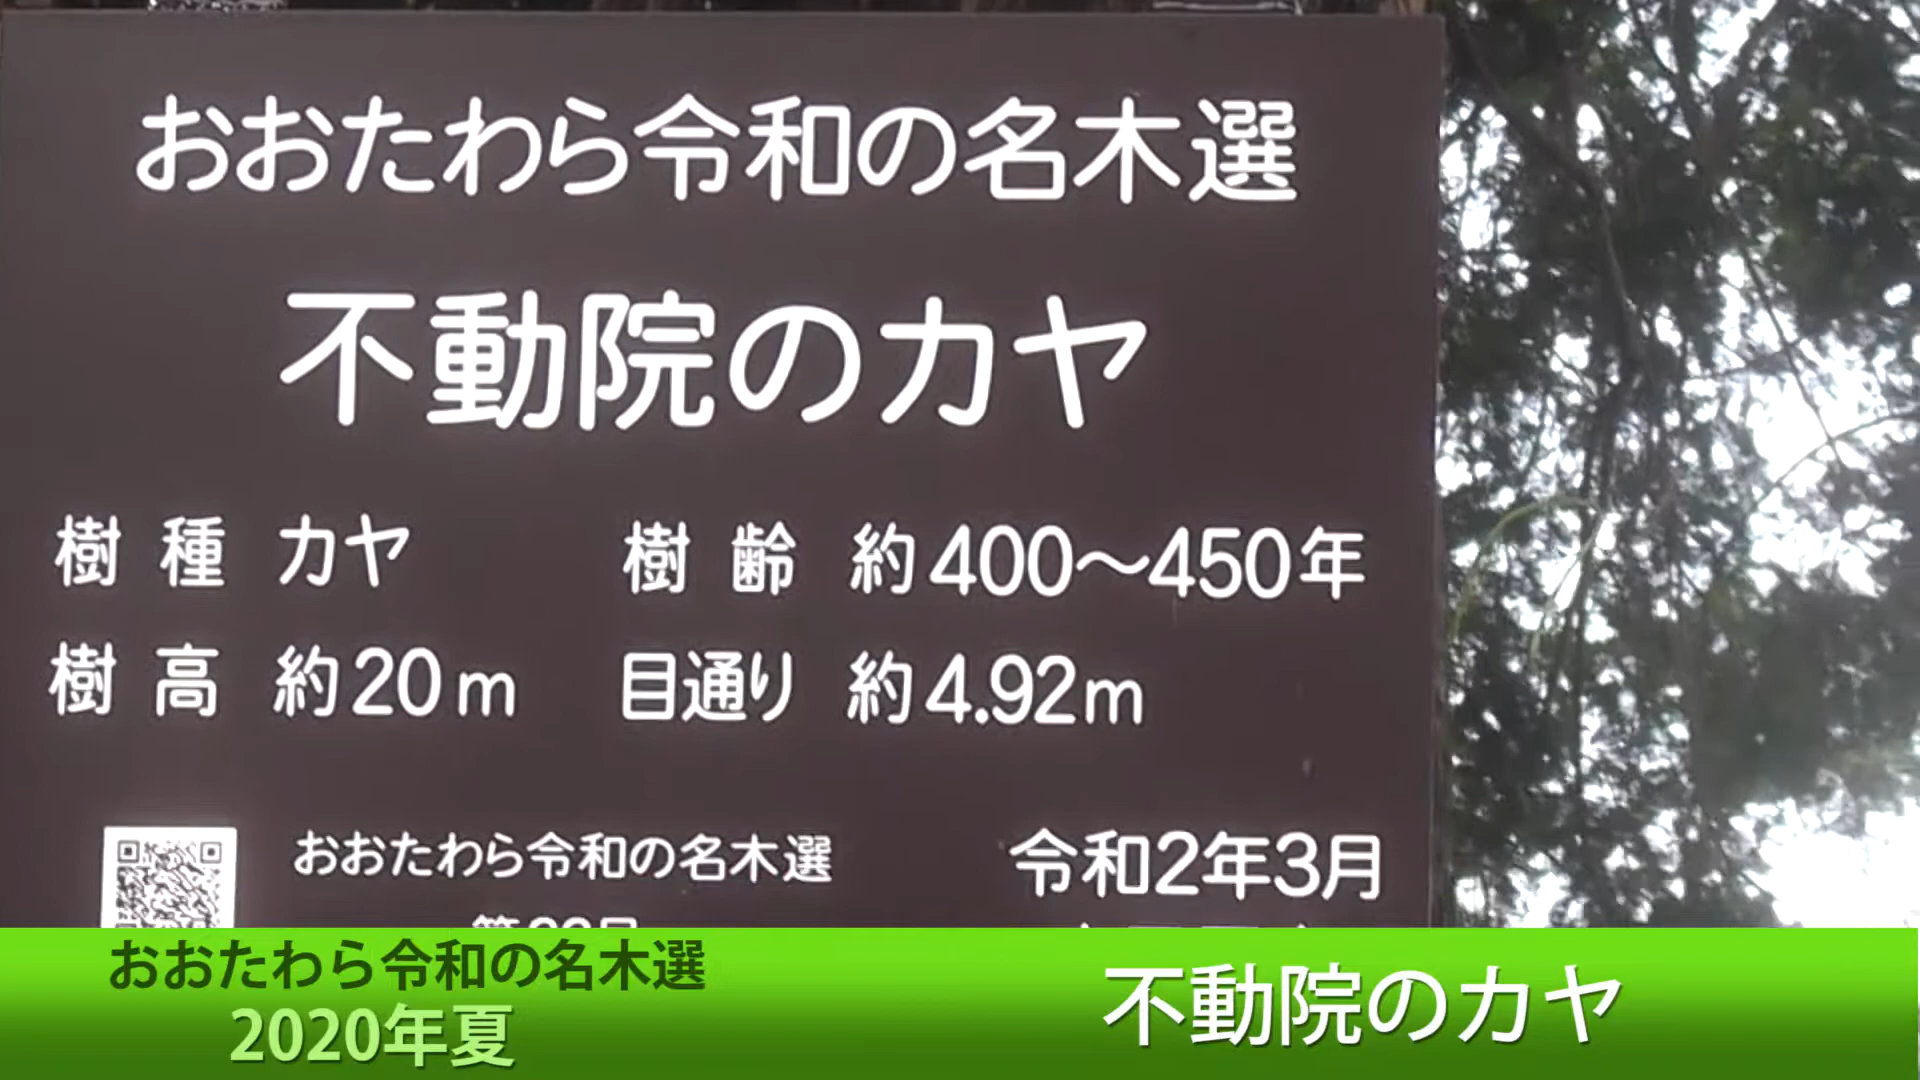 おおたわら令和の名木選
不動院のカヤ
樹種 カヤ 樹齢 約400～450年
樹高 約20m 目通り 約4.92m
おおたわら令和の名木選 令和2年3月
おおたわら令和の名木選
2020年夏
不動院のカヤ